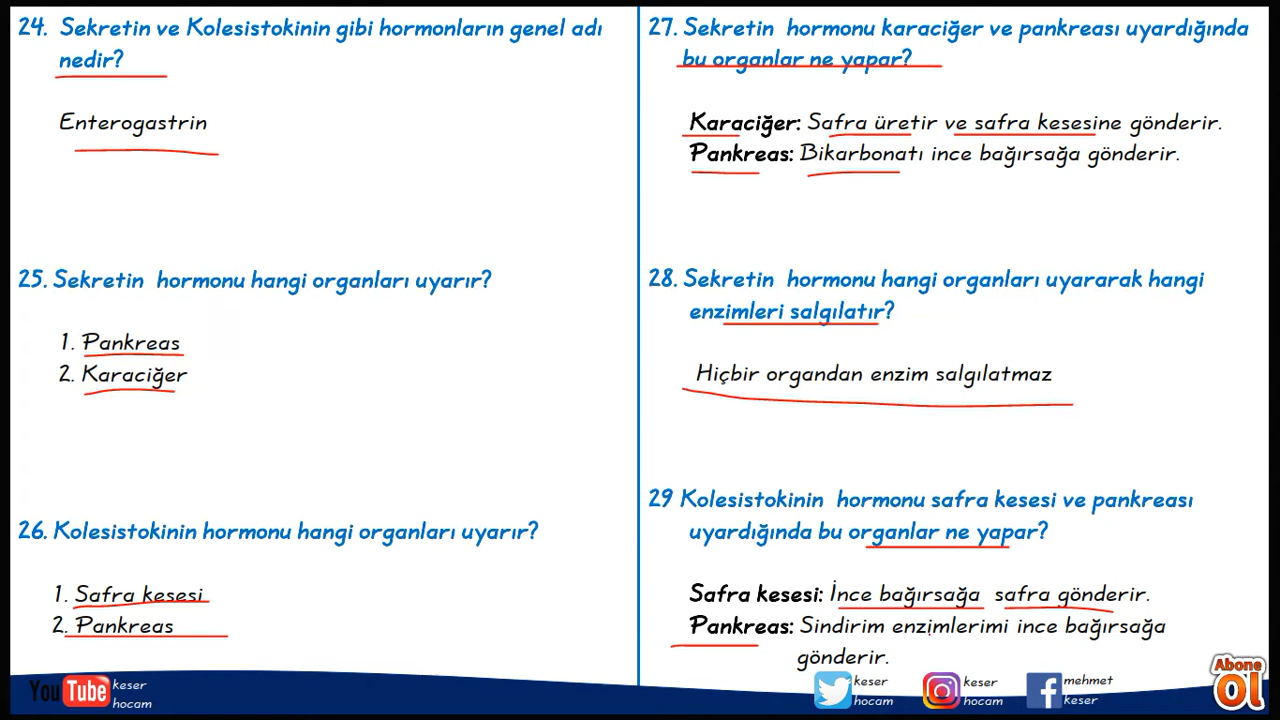 24. Sekretin ve Kolesistokinin gibi hormonların genel adı
nedir?
Enterogastrin
25. Sekretin hormonu hangi organları uyarır?
1. Pankreas
2. Karaciğer
26. Kolesistokinin hormonu hangi organları uyarır?
1. Safra kesesi
2. Pankreas
27. Sekretin hormonu karaciğer ve pankreası uyardığında
bu organlar ne yapar?
Karaciğer: Safra üretir ve safra kesesine gönderir.
Pankreas: Bikarbonatı ince bağırsağa gönderir.
28. Sekretin hormonu hangi organları uyararak hangi
enzimleri salgılatır?
Hiçbir organdan enzim salgılatmaz
29 Kolesistokinin hormonu safra kesesi ve pankreası
uyardığında bu organlar ne yapar?
Safra kesesi: İnce bağırsağa safra gönderir.
Pankreas: Sindirim enzimlerimi ince bağırsağa
gönderir.
YouTube keser
hocam
keser
hocam
keser
hocam
mehmet
keser
Abone
OL